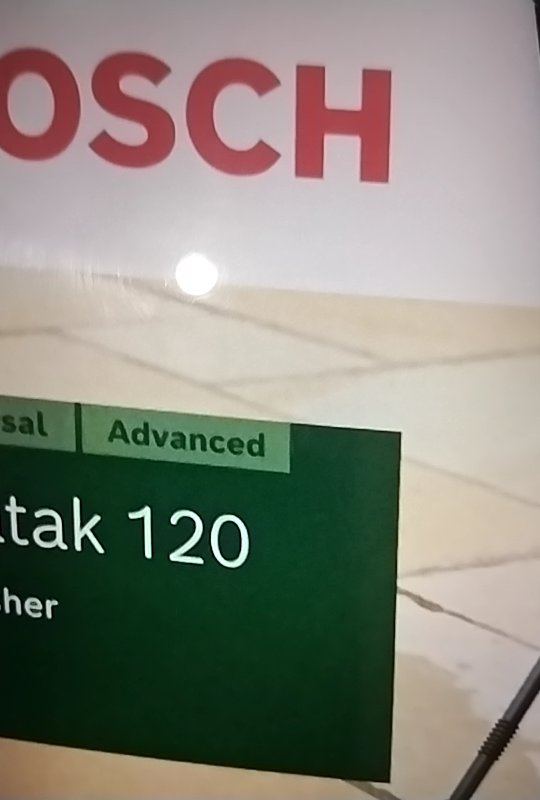 OSCH
sal Advanced
tak 120
her